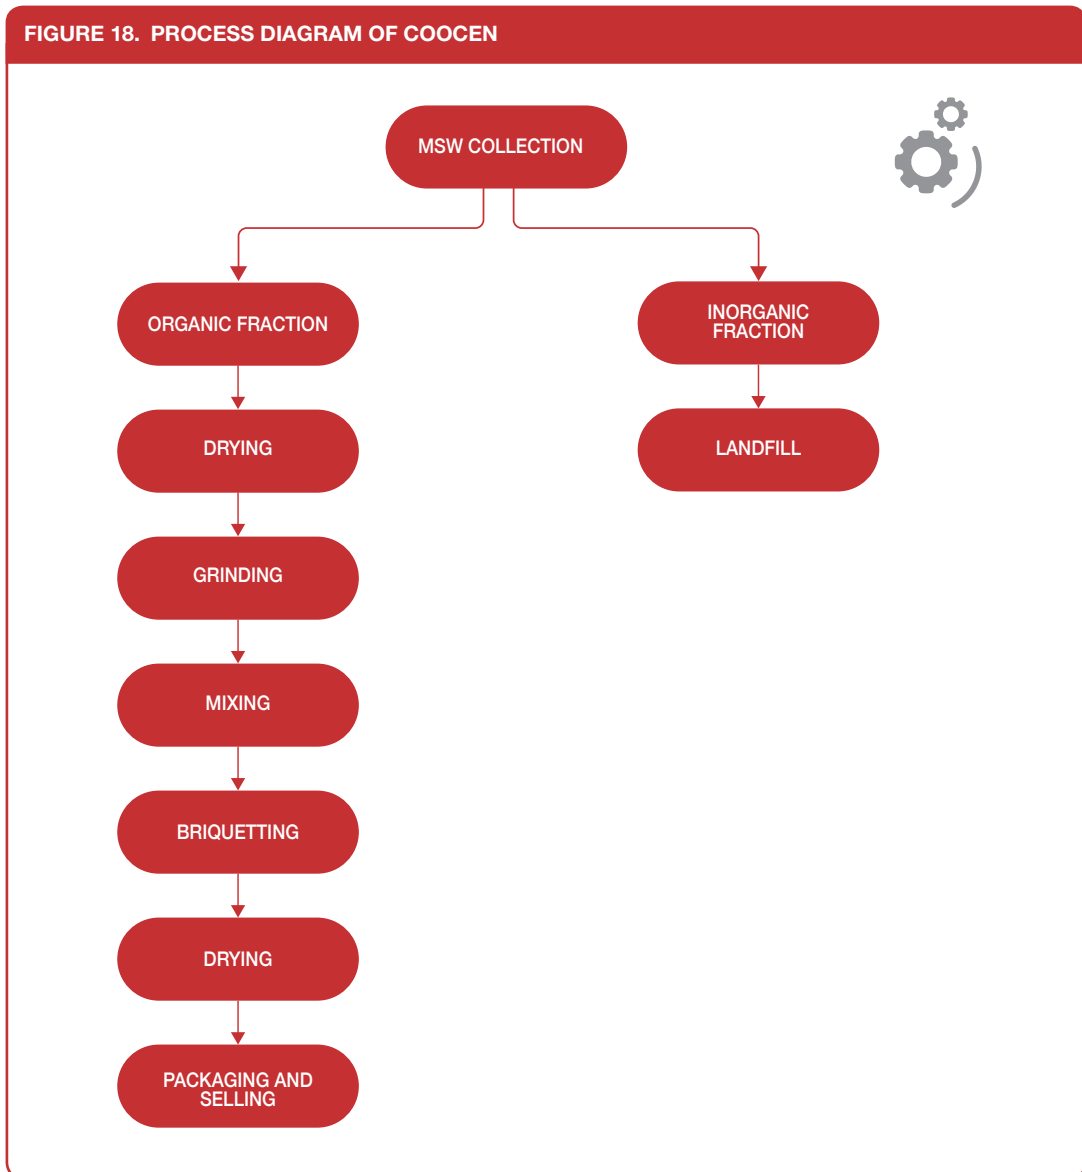 FIGURE 18. PROCESS DIAGRAM OF COOCEN
MSW COLLECTION
ORGANIC FRACTION
INORGANIC
FRACTION
DRYING
LANDFILL
GRINDING
MIXING
BRIQUETTING
DRYING
PACKAGING AND
SELLING